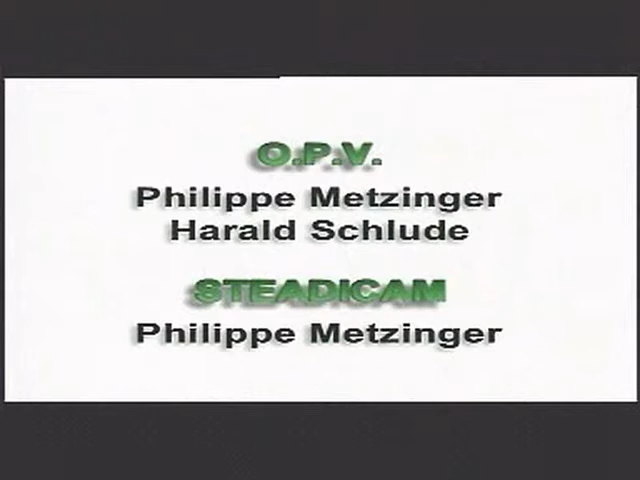 O.P.V.
Philippe Metzinger
Harald Schlude
STEADICAM
Philippe Metzinger